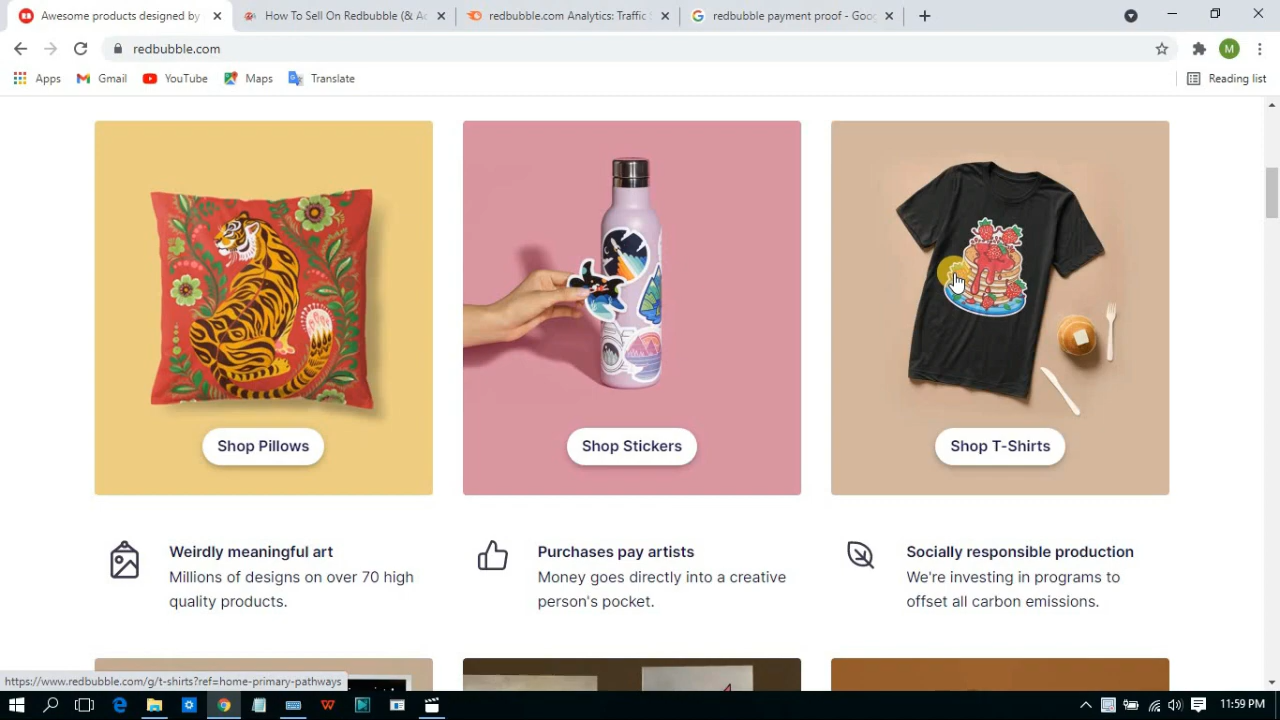 Awesome products designed by
How To Sell On Redbubble (& Ac
redbubble.com Analytics: Traffic S
redbubble payment proof - Goog
redbubble.com
M
Apps
Gmail
YouTube
Maps
Translate
Reading list
Shop Pillows
Shop Stickers
Shop T-Shirts
Weirdly meaningful art
Millions of designs on over 70 high
quality products.
Purchases pay artists
Money goes directly into a creative
person's pocket.
Socially responsible production
We're investing in programs to
offset all carbon emissions.
https://www.redbubble.com/g/t-shirts?ref=home-primary-pathways
11:59 PM